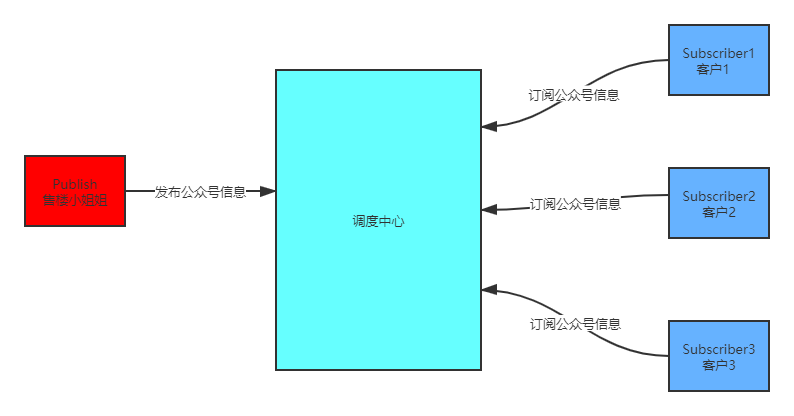 Publish
售楼小姐姐
发布公众号信息
调度中心
订阅公众号信息
Subscriber1
客户1
订阅公众号信息
Subscriber2
客户2
订阅公众号信息
Subscriber3
客户3